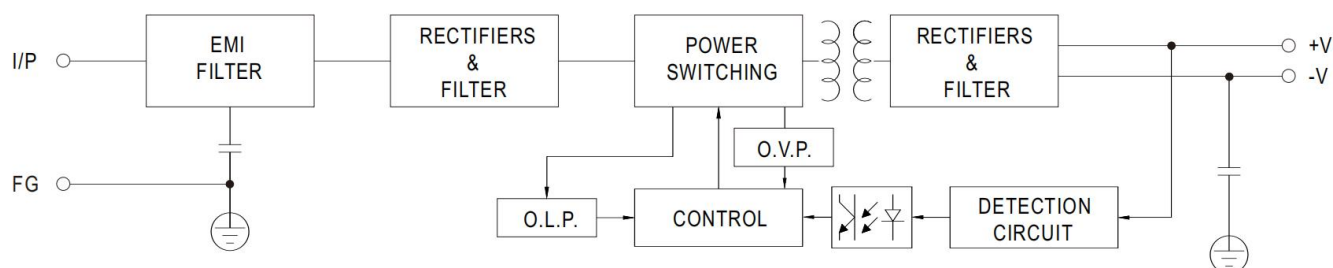 I/P
EMI
FILTER
RECTIFIERS
&
FILTER
POWER
SWITCHING
RECTIFIERS
&
FILTER
+V
-V
O.V.P.
FG
O.L.P.
CONTROL
DETECTION
CIRCUIT